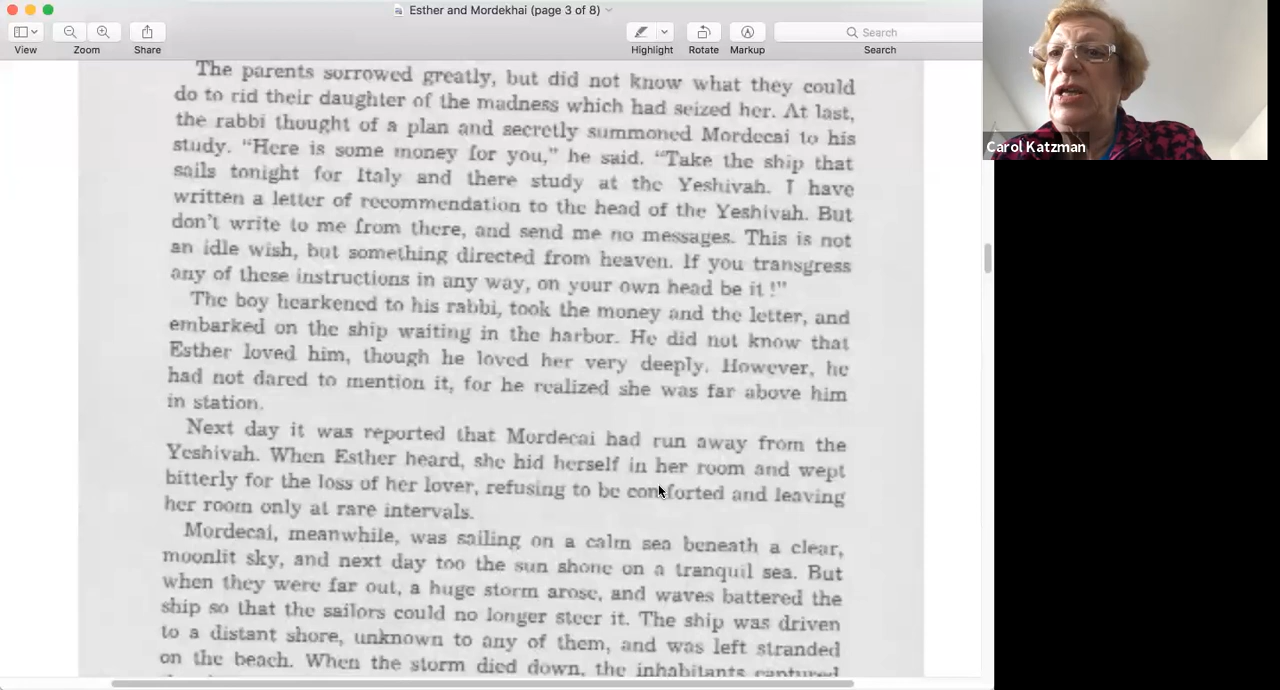 Esther and Mordekhai (page 3 of 8)
View
Zoom
Share
Highlight
Rotate
Markup
Search
Search
Carol Katzman
The parents sorrowed greatly, but did not know what they could
do to rid their daughter of the madness which had seized her. At last,
the rabbi thought of a plan and secretly summoned Mordecai to his
study. “Here is some money for you,” he said. “Take the ship that
sails tonight for Italy and there study at the Yeshivah. I have
written a letter of recommendation to the head of the Yeshivah. But
don’t write to me from there, and send me no messages. This is not
an idle wish, but something directed from heaven. If you transgress
any of these instructions in any way, on your own head be it!”
The boy hearkened to his rabbi, took the money and the letter, and
embarked on the ship waiting in the harbor. He did not know that
Esther loved him, though he loved her very deeply. However, he
had not dared to mention it, for he realized she was far above him
in station.
Next day it was reported that Mordecai had run away from the
Yeshivah. When Esther heard, she hid herself in her room and wept
bitterly for the loss of her lover, refusing to be comforted and leaving
her room only at rare intervals.
Mordecai, meanwhile, was sailing on a calm sea beneath a clear,
moonlit sky, and next day too the sun shone on a tranquil sea. But
when they were far out, a huge storm arose, and waves battered the
ship so that the sailors could no longer steer it. The ship was driven
to a distant shore, unknown to any of them, and was left stranded
on the beach. When the storm died down, the inhabitants captured